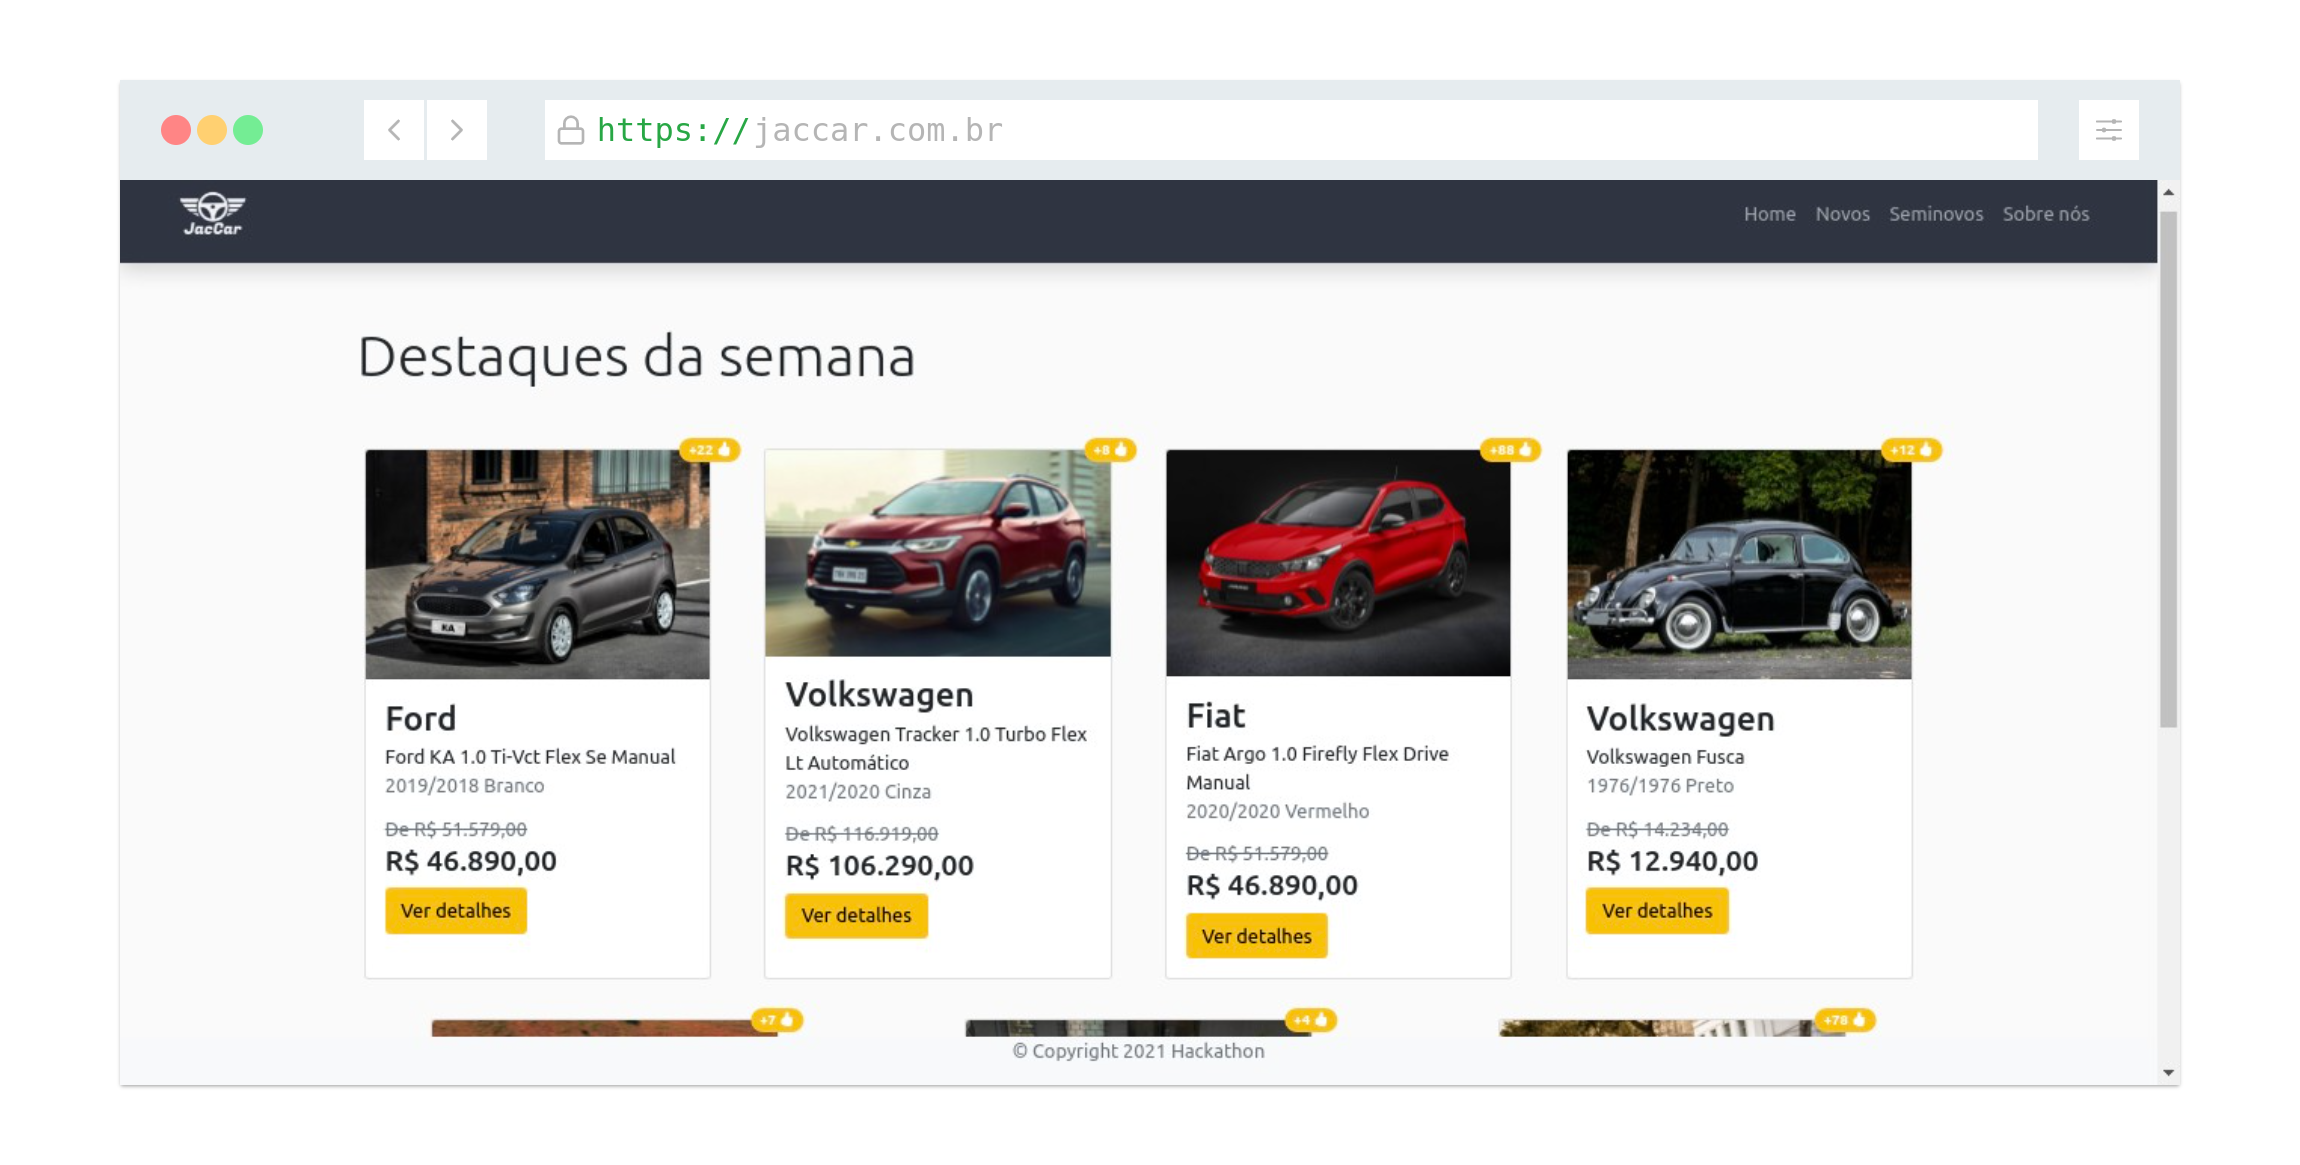 https://jaccar.com.br
JacCar
Home Novos Seminovos Sobre nós
Destaques da semana
+22
+8
+88
+12
KA
Ford
Ford KA 1.0 Ti-Vct Flex Se Manual
2019/2018 Branco
De R$ 51.579,00
R$ 46.890,00
Ver detalhes
Volkswagen
Volkswagen Tracker 1.0 Turbo Flex
Lt Automático
2021/2020 Cinza
De R$ 116.919,00
R$ 106.290,00
Ver detalhes
Fiat
Fiat Argo 1.0 Firefly Flex Drive
Manual
2020/2020 Vermelho
De R$ 51.579,00
R$ 46.890,00
Ver detalhes
Volkswagen
Volkswagen Fusca
1976/1976 Preto
De R$ 14.234,00
R$ 12.940,00
Ver detalhes
+7
+4
+78
© Copyright 2021 Hackathon